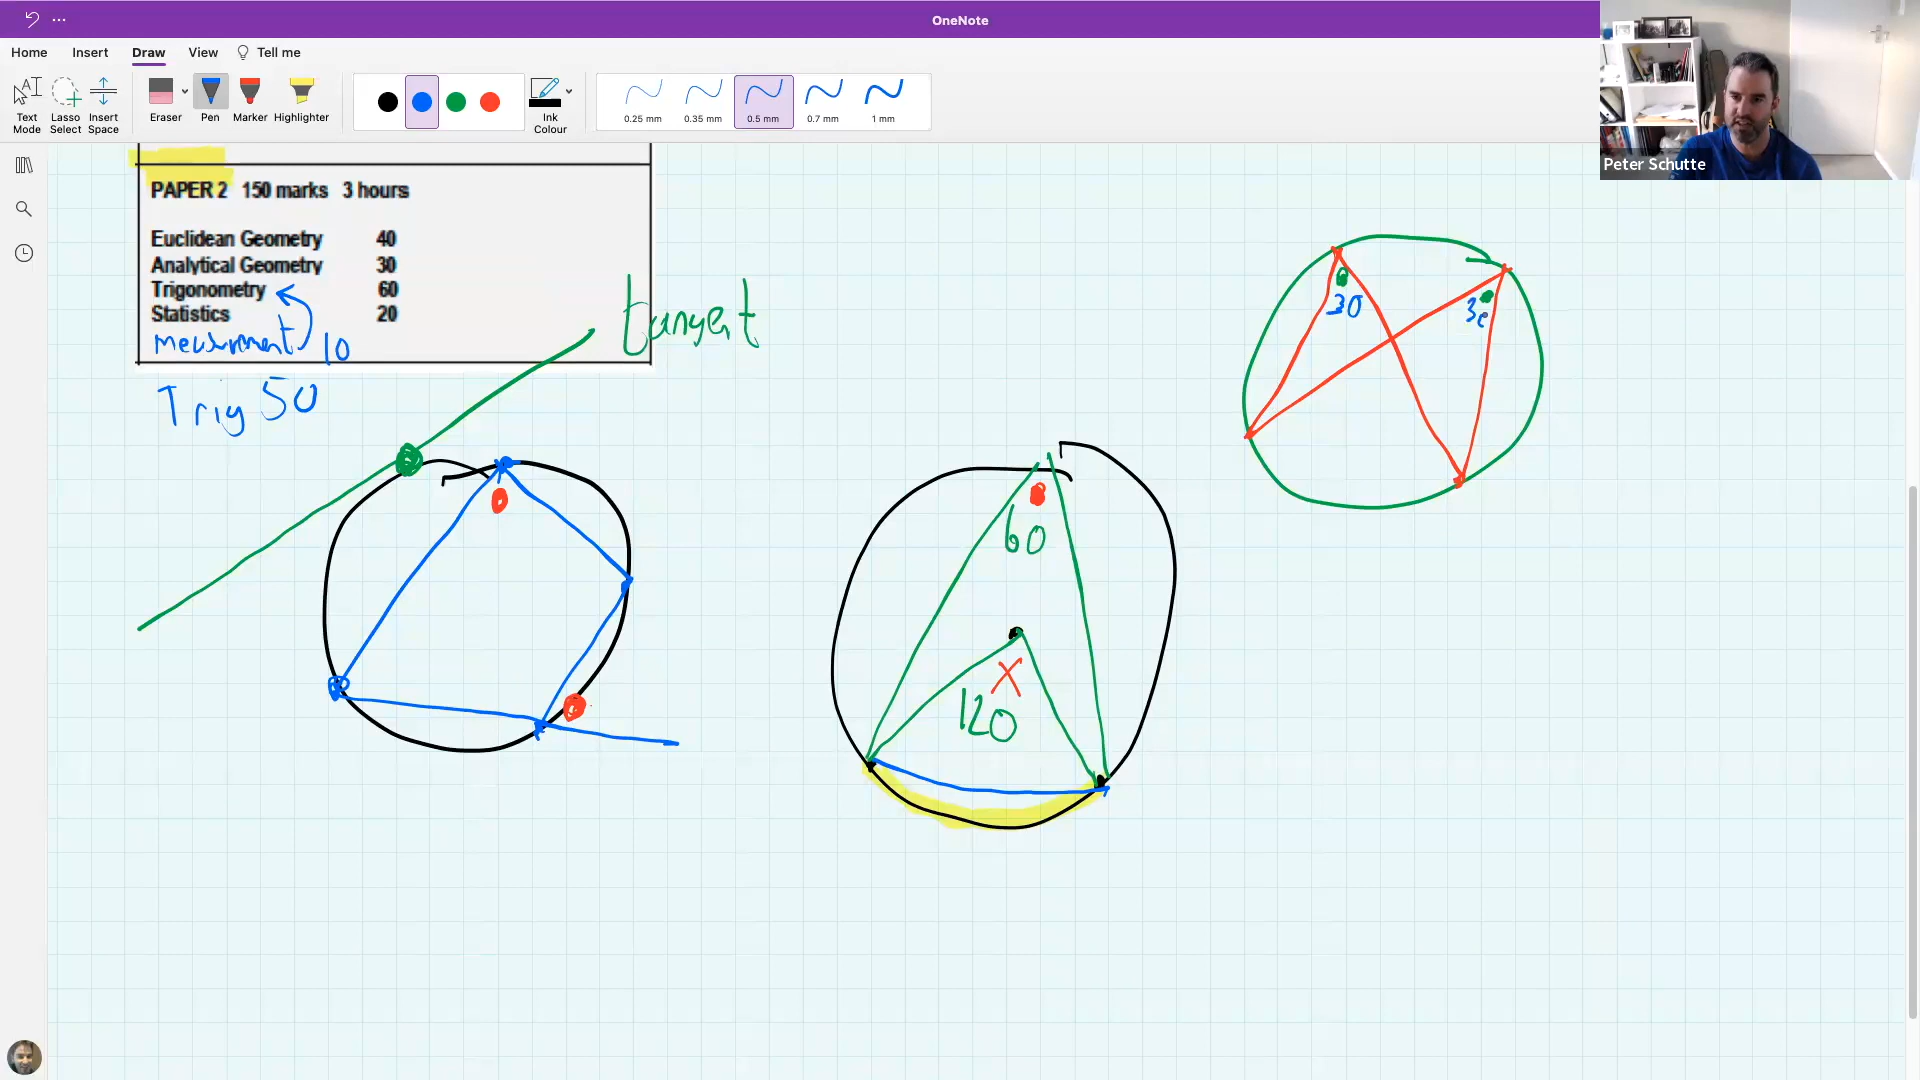 OneNote
Home Insert Draw View Tell me
Text Mode
Lasso Select
Insert Space
Eraser
Pen
Marker
Highlighter
Ink Colour
0.25 mm
0.35 mm
0.5 mm
0.7 mm
1 mm
Peter Schutte
PAPER 2 150 marks 3 hours
Euclidean Geometry 40
Analytical Geometry 30
Trigonometry 60
Statistics 20
10
Trig 50
tangent
30
60
X
120